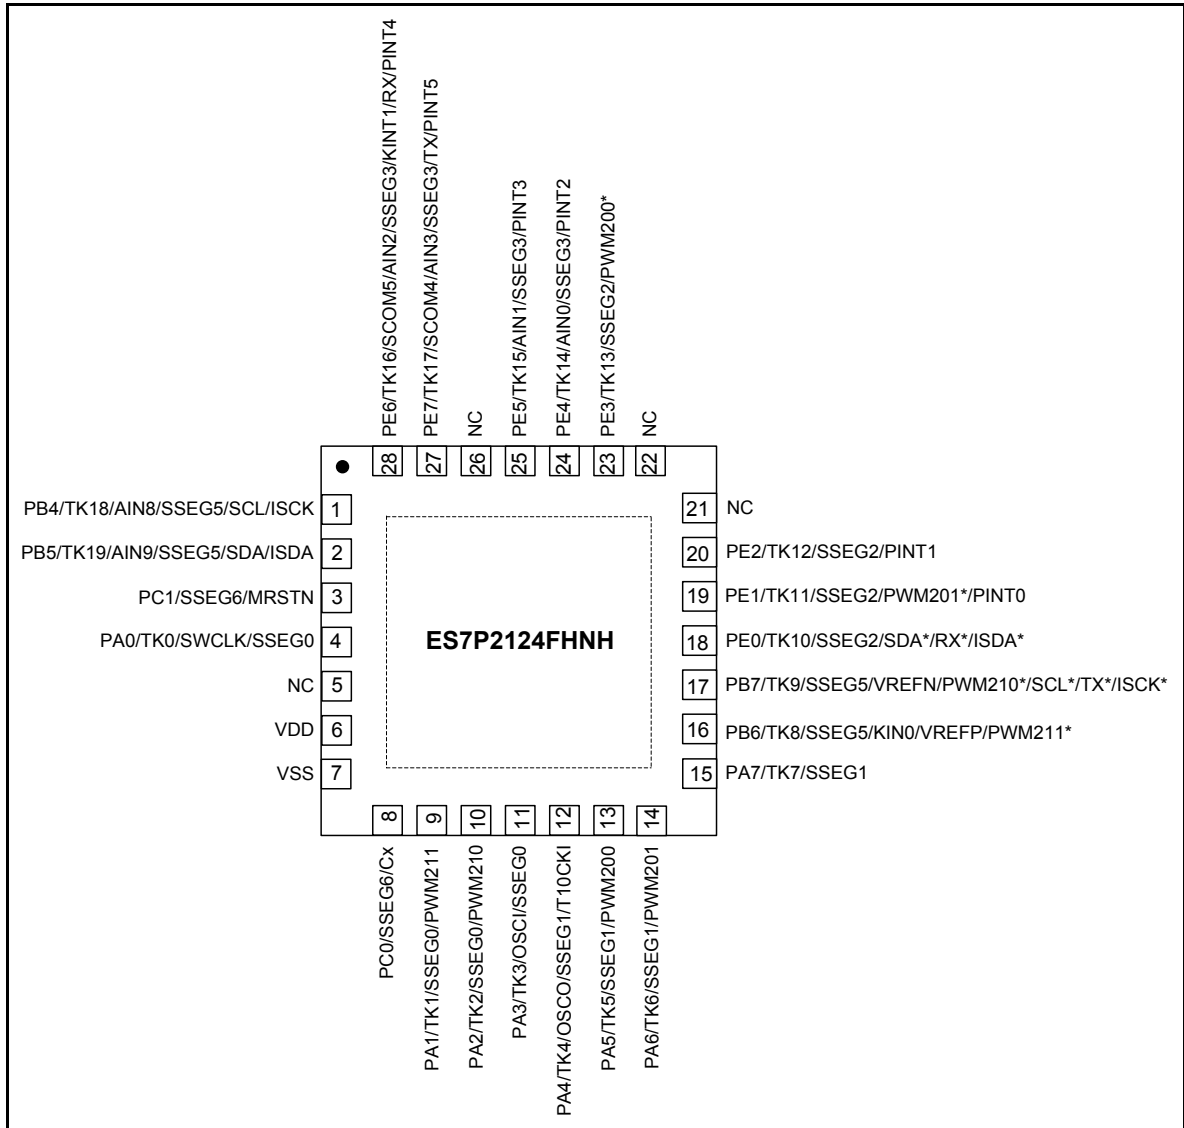 PE6/TK16/SCOM5/AIN2/SSEG3/KINT1/RX/PINT4
PE7/TK17/SCOM4/AIN3/SSEG3/TX/PINT5
NC
PE5/TK15/AIN1/SSEG3/PINT3
PE4/TK14/AIN0/SSEG3/PINT2
PE3/TK13/SSEG2/PWM200*
NC
28
27
26
25
24
23
22
PB4/TK18/AIN8/SSEG5/SCL/ISCK 1
PB5/TK19/AIN9/SSEG5/SDA/ISDA 2
PC1/SSEG6/MRSTN 3
PA0/TK0/SWCLK/SSEG0 4
NC 5
VDD 6
VSS 7
ES7P2124FHNH
21 NC
20 PE2/TK12/SSEG2/PINT1
19 PE1/TK11/SSEG2/PWM201*/PINT0
18 PE0/TK10/SSEG2/SDA*/RX*/ISDA*
17 PB7/TK9/SSEG5/VREFN/PWM210*/SCL*/TX*/ISCK*
16 PB6/TK8/SSEG5/KIN0/VREFP/PWM211*
15 PA7/TK7/SSEG1
8
9
10
11
12
13
14
PC0/SSEG6/Cx
PA1/TK1/SSEG0/PWM211
PA2/TK2/SSEG0/PWM210
PA3/TK3/OSCI/SSEG0
PA4/TK4/OSCO/SSEG1/T10CKI
PA5/TK5/SSEG1/PWM200
PA6/TK6/SSEG1/PWM201